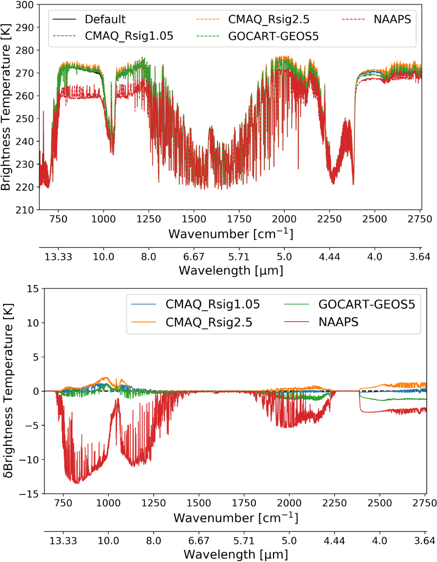 300
290
280
270
260
250
240
230
220
210
Brightness Temperature [K]
Default
CMAQ_Rsig1.05
CMAQ_Rsig2.5
GOCART-GEOS5
NAAPS
750 1000 1250 1500 1750 2000 2250 2500 2750
Wavenumber [cm⁻¹]
13.33 10.0 8.0 6.67 5.71 5.0 4.44 4.0 3.64
Wavelength [μm]
15
10
5
0
−5
−10
−15
δBrightness Temperature [K]
CMAQ_Rsig1.05
CMAQ_Rsig2.5
GOCART-GEOS5
NAAPS
750 1000 1250 1500 1750 2000 2250 2500 2750
Wavenumber [cm⁻¹]
13.33 10.0 8.0 6.67 5.71 5.0 4.44 4.0 3.64
Wavelength [μm]